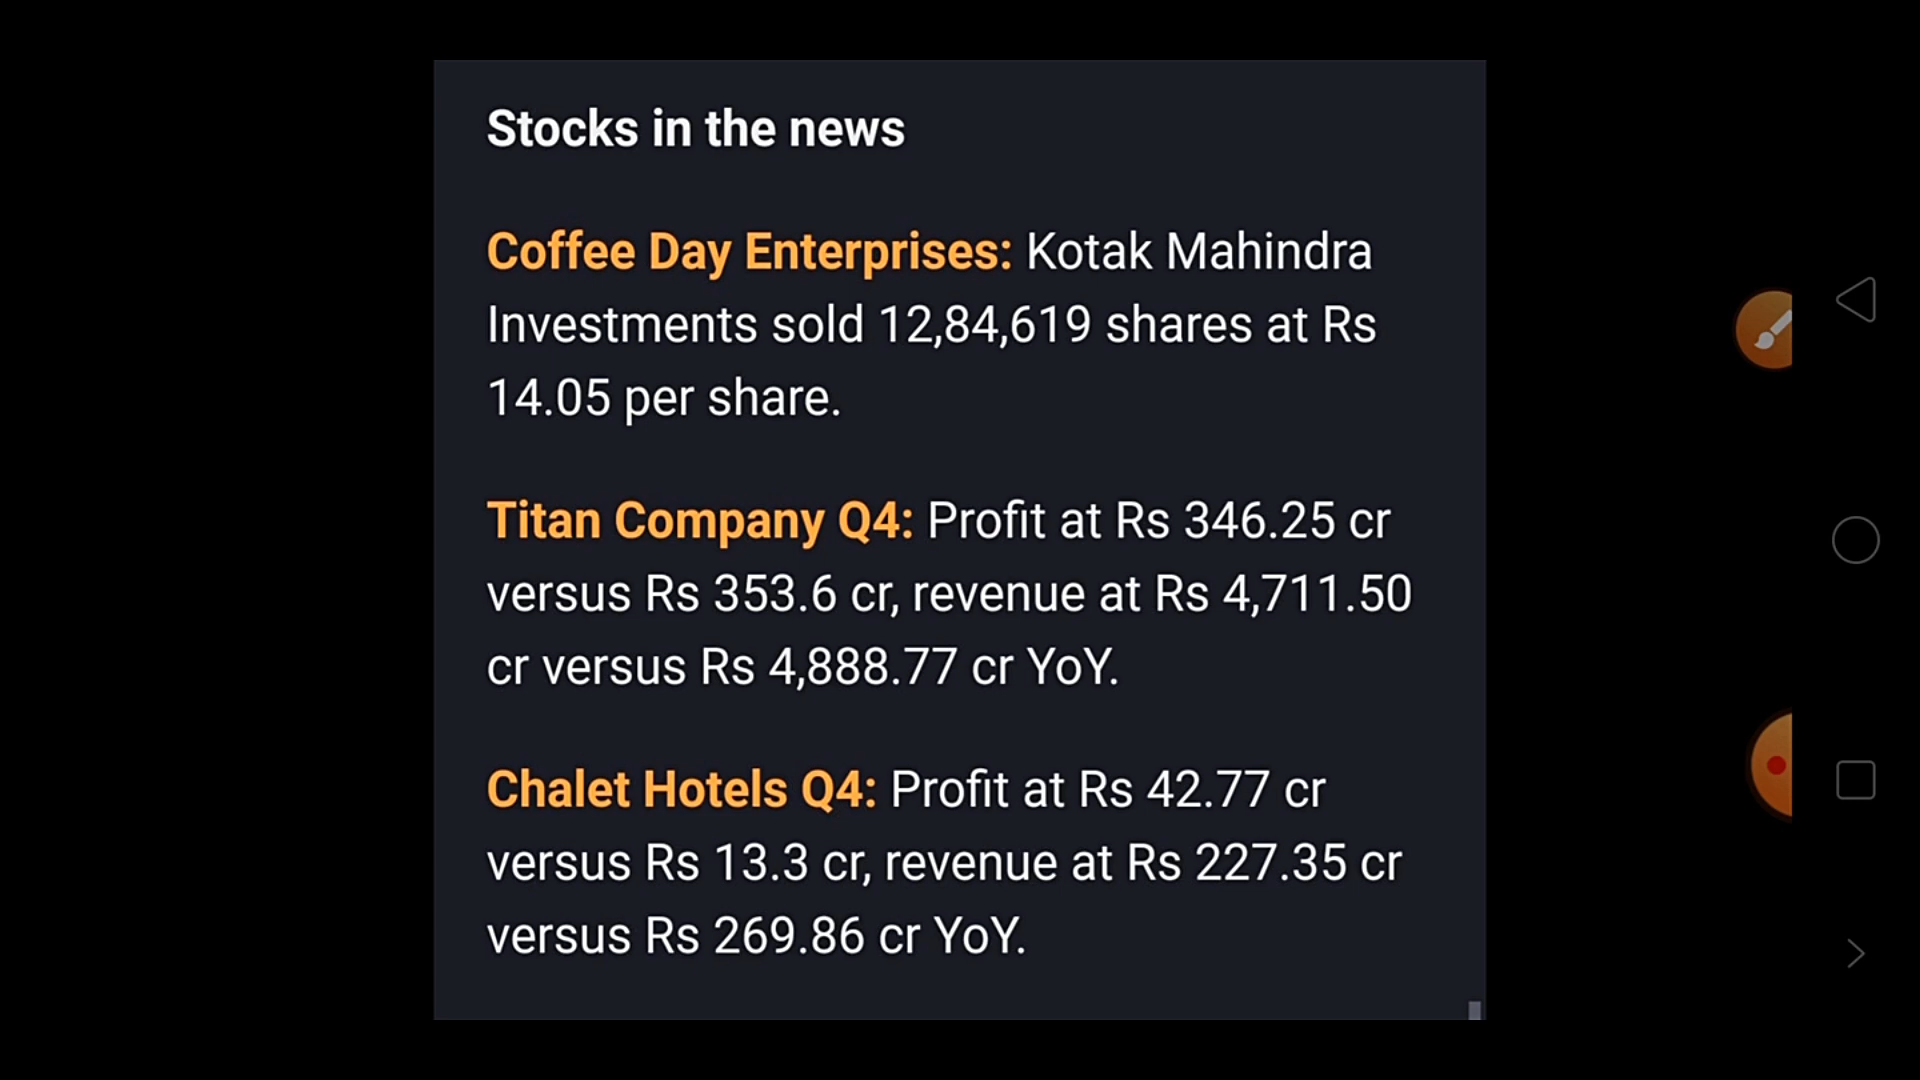 Stocks in the news
Coffee Day Enterprises: Kotak Mahindra
Investments sold 12,84,619 shares at Rs
14.05 per share.
Titan Company Q4: Profit at Rs 346.25 cr
versus Rs 353.6 cr, revenue at Rs 4,711.50
cr versus Rs 4,888.77 cr YoY.
Chalet Hotels Q4: Profit at Rs 42.77 cr
versus Rs 13.3 cr, revenue at Rs 227.35 cr
versus Rs 269.86 cr YoY.